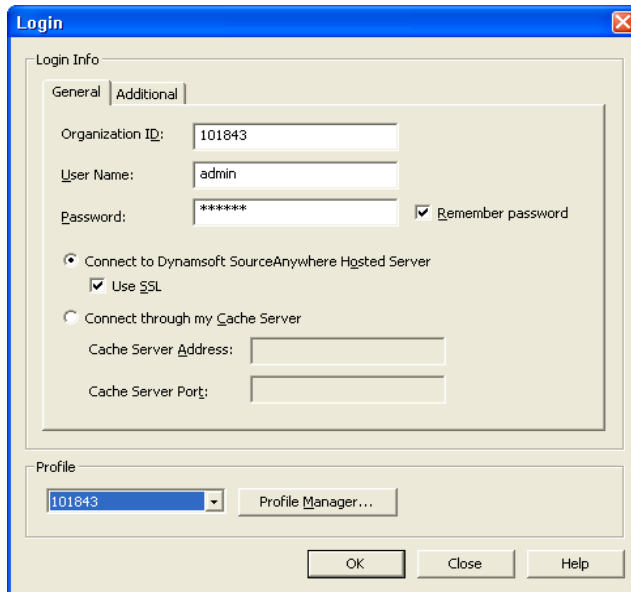 Login
Login Info
General Additional
Organization ID: 101843
User Name: admin
Password: ****** Remember password
Connect to Dynamsoft SourceAnywhere Hosted Server
Use SSL
Connect through my Cache Server
Cache Server Address:
Cache Server Port:
Profile
101843 Profile Manager...
OK Close Help